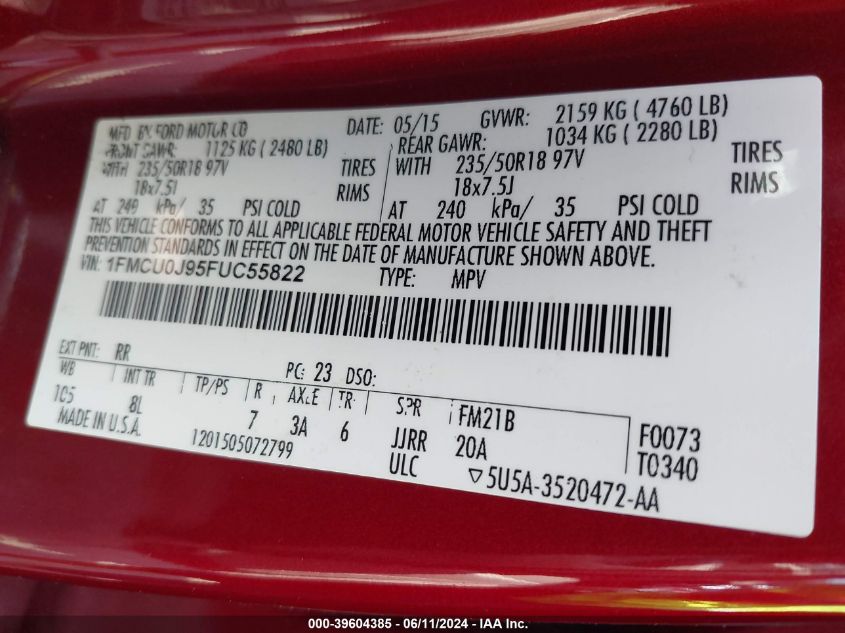 MFD. BY FORD MOTOR CO
DATE: 05/15 GVWR: 2159 KG ( 4760 LB)
FRONT GAWR: 1125 KG ( 2480 LB) REAR GAWR: 1034 KG ( 2280 LB)
WITH 235/50R18 97V TIRES WITH 235/50R18 97V TIRES
18x7.5J RIMS 18x7.5J RIMS
AT 240 kPa/ 35 PSI COLD AT 240 kPa/ 35 PSI COLD
THIS VEHICLE CONFORMS TO ALL APPLICABLE FEDERAL MOTOR VEHICLE SAFETY AND THEFT
PREVENTION STANDARDS IN EFFECT ON THE DATE OF MANUFACTURE SHOWN ABOVE.
VIN: 1FMCU0J95FUC55822 TYPE: MPV
EXT PNT: RR PC: 23 DSO:
WB INT TR TP/PS R AXLE TR SPR FM21B F0073
105 8L 7 3A 6 JJRR 20A T0340
MADE IN U.S.A. 1201505072799 ULC ▽5U5A-3520472-AA
000-39604385 - 06/11/2024 - IAA Inc.